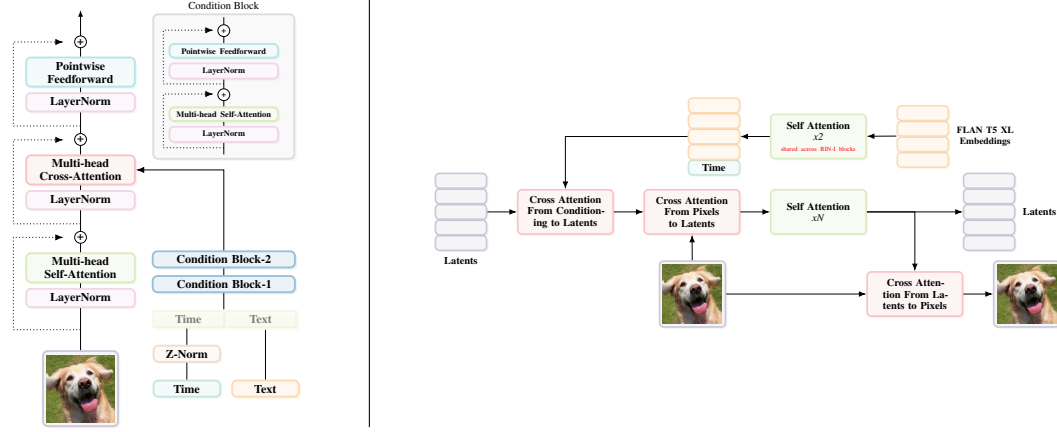 Condition Block
Pointwise Feedforward
LayerNorm
Multi-head Self-Attention
LayerNorm
Pointwise
Feedforward
LayerNorm
Multi-head
Cross-Attention
LayerNorm
Multi-head
Self-Attention
LayerNorm
Condition Block-2
Condition Block-1
Time
Text
Z-Norm
Time
Text
Self Attention
x2
shared across RIN-I blocks
FLAN T5 XL
Embeddings
Time
Latents
Cross Attention
From Condition-
ing to Latents
Cross Attention
From Pixels
to Latents
Self Attention
xN
Latents
Cross Atten-
tion From La-
tents to Pixels